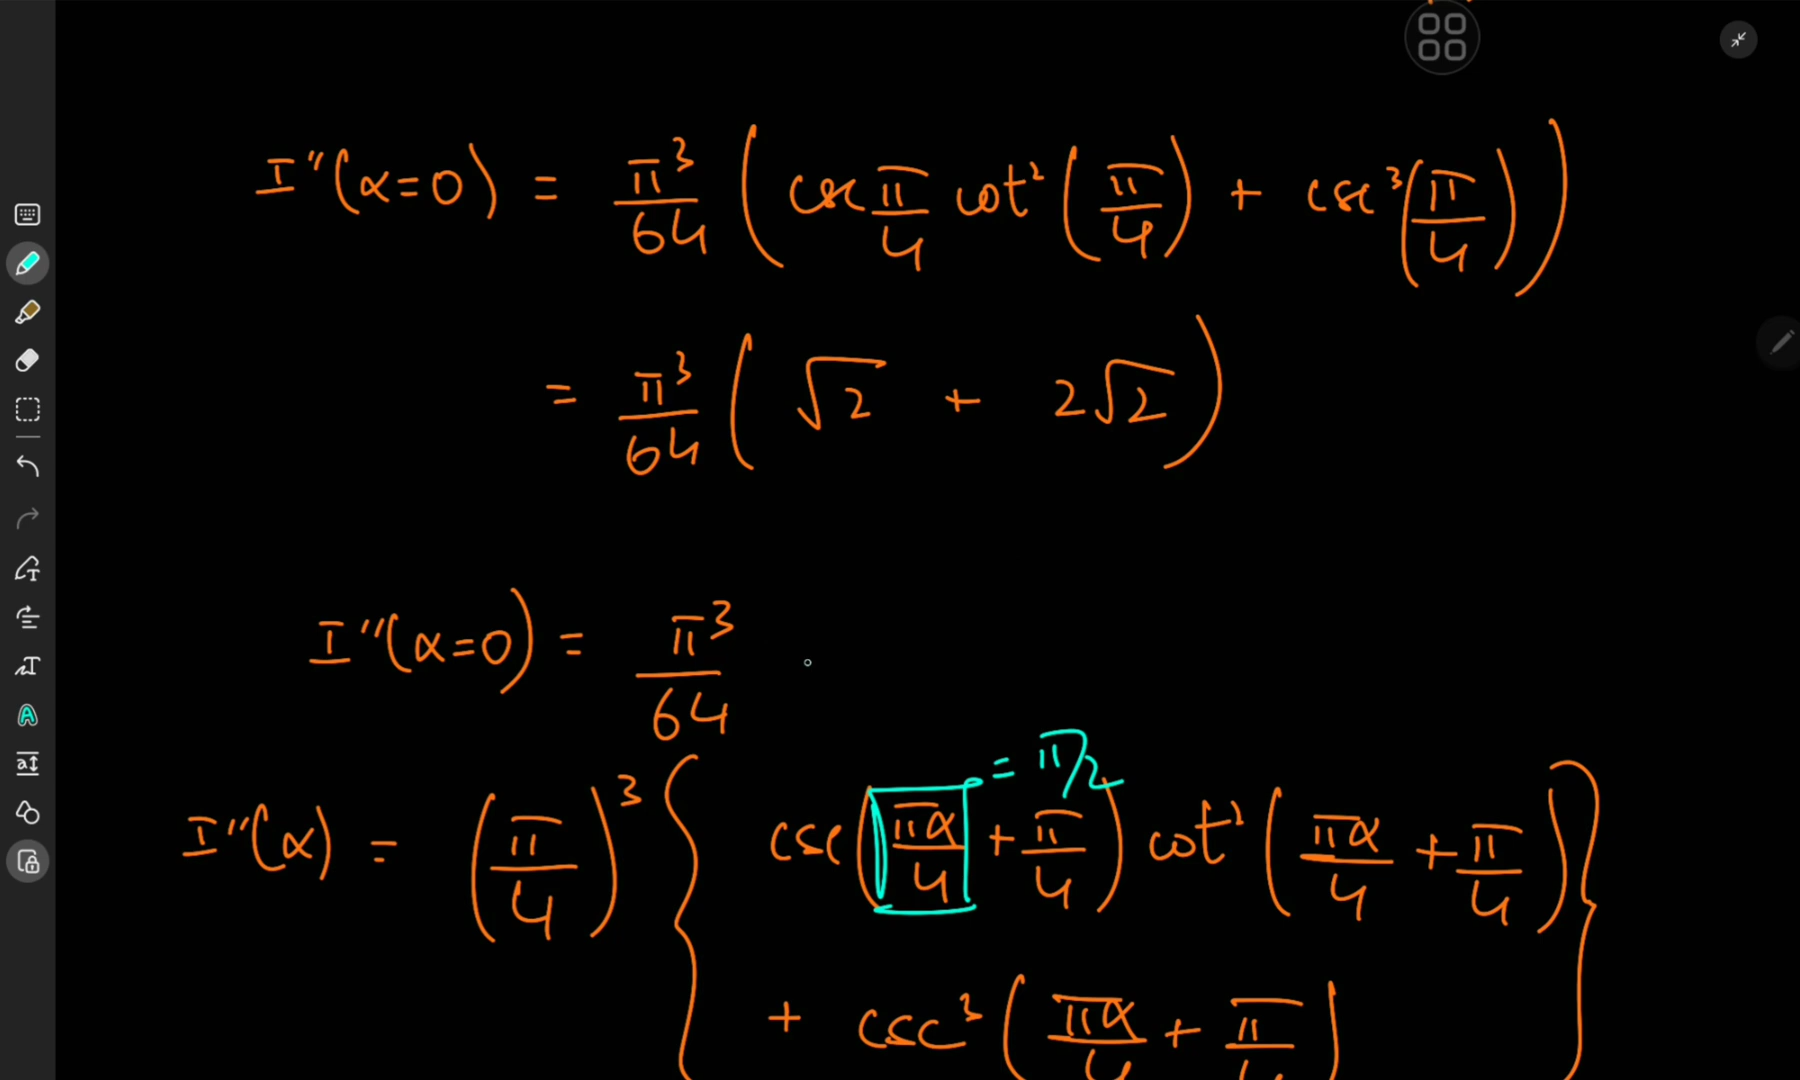 I''(α=0) = π³/64 ( csc π/4 cot²(π/4) + csc³(π/4) )
= π³/64 ( √2 + 2√2 )
I''(α=0) = π³/64
= π/2
I''(α) = (π/4)³ { csc(πα/4 + π/4) cot²(πα/4 + π/4)
+ csc³(πα/4 + π/4) }